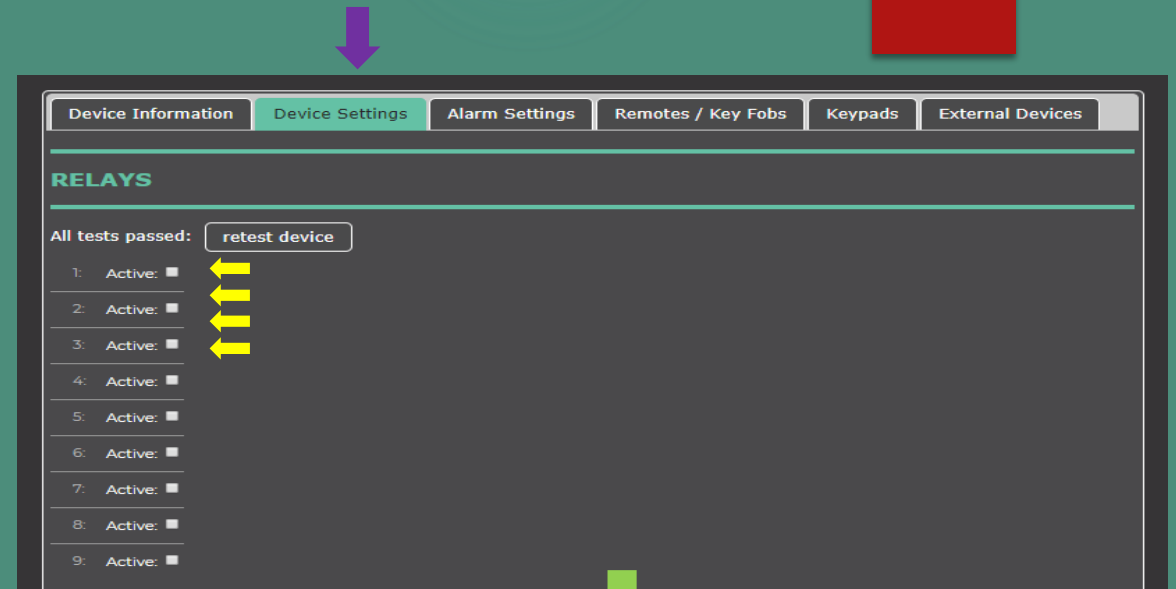 Device Information Device Settings Alarm Settings Remotes / Key Fobs Keypads External Devices
RELAYS
All tests passed: retest device
1: Active:
2: Active:
3: Active:
4: Active:
5: Active:
6: Active:
7: Active:
8: Active:
9: Active: